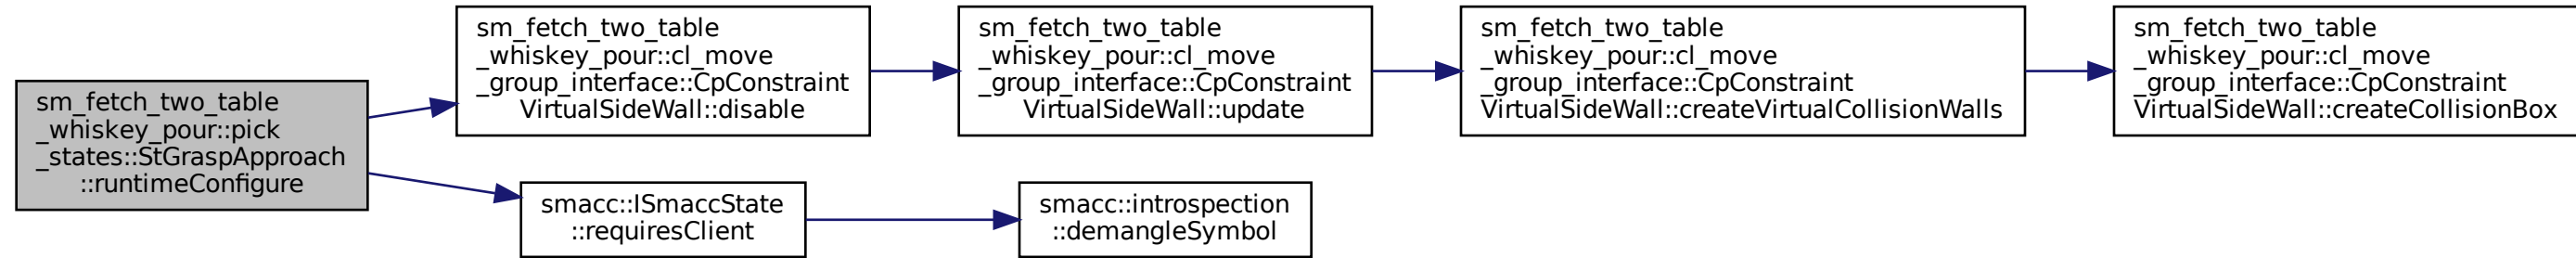 sm_fetch_two_table
_whiskey_pour::pick
_states::StGraspApproach
::runtimeConfigure
sm_fetch_two_table
_whiskey_pour::cl_move
_group_interface::CpConstraint
VirtualSideWall::disable
sm_fetch_two_table
_whiskey_pour::cl_move
_group_interface::CpConstraint
VirtualSideWall::update
sm_fetch_two_table
_whiskey_pour::cl_move
_group_interface::CpConstraint
VirtualSideWall::createVirtualCollisionWalls
sm_fetch_two_table
_whiskey_pour::cl_move
_group_interface::CpConstraint
VirtualSideWall::createCollisionBox
smacc::ISmaccState
::requiresClient
smacc::introspection
::demangleSymbol